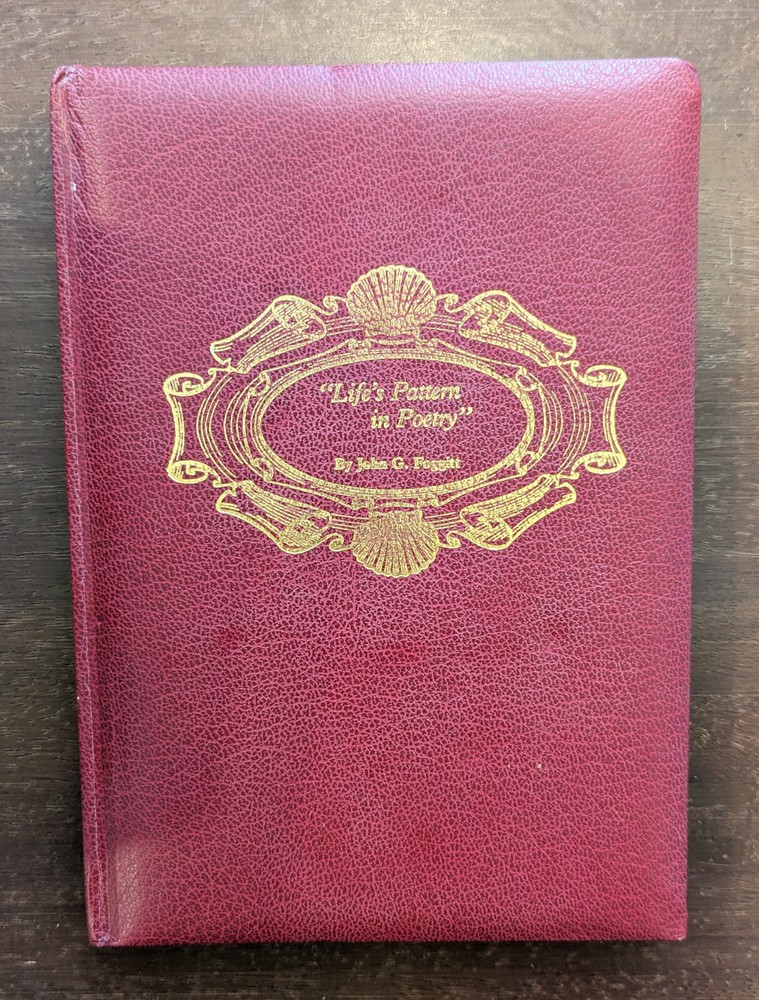 “Life’s Pattern
in Poetry”
By John G. Foggitt